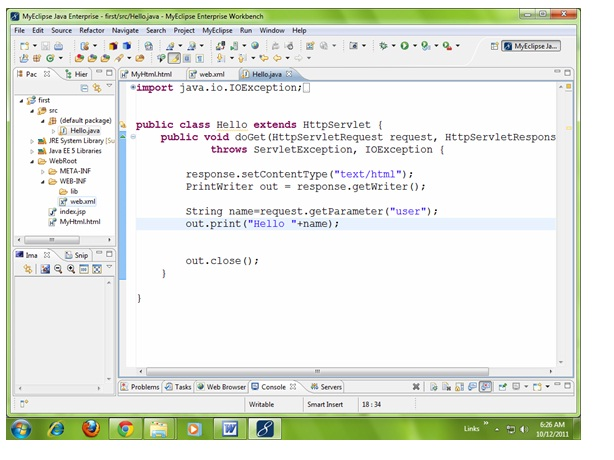 MyEclipse Java Enterprise - first/src/Hello.java - MyEclipse Enterprise Workbench
File Edit Source Refactor Navigate Search Project MyEclipse Run Window Help
MyEclipse Ja...
Pac Hier
MyHtml.html web.xml Hello.java
first
src
(default package)
Hello.java
JRE System Library
Java EE 5 Libraries
WebRoot
META-INF
WEB-INF
lib
web.xml
index.jsp
MyHtml.html
Ima Snip
import java.io.IOException;
public class Hello extends HttpServlet {
public void doGet(HttpServletRequest request, HttpServletRespons
throws ServletException, IOException {
response.setContentType("text/html");
PrintWriter out = response.getWriter();
String name=request.getParameter("user");
out.print("Hello "+name);
out.close();
}
}
Problems Tasks Web Browser Console Servers
Writable Smart Insert 18 : 34
Links
6:26 AM
10/12/2011